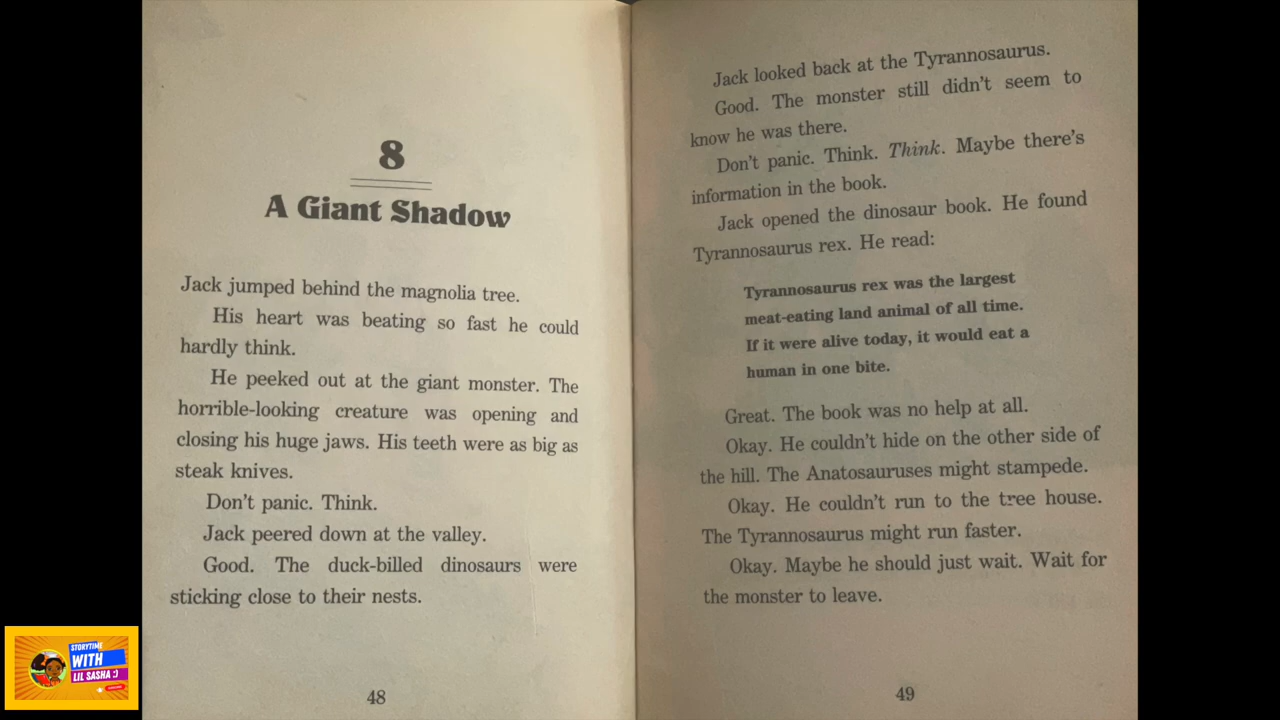 8
A Giant Shadow
Jack jumped behind the magnolia tree.
His heart was beating so fast he could
hardly think.
He peeked out at the giant monster. The
horrible-looking creature was opening and
closing his huge jaws. His teeth were as big as
steak knives.
Don't panic. Think.
Jack peered down at the valley.
Good. The duck-billed dinosaurs were
sticking close to their nests.
48
Jack looked back at the Tyrannosaurus.
Good. The monster still didn't seem to
know he was there.
Don't panic. Think. Think. Maybe there's
information in the book.
Jack opened the dinosaur book. He found
Tyrannosaurus rex. He read:
Tyrannosaurus rex was the largest
meat-eating land animal of all time.
If it were alive today, it would eat a
human in one bite.
Great. The book was no help at all.
Okay. He couldn't hide on the other side of
the hill. The Anatosauruses might stampede.
Okay. He couldn't run to the tree house.
The Tyrannosaurus might run faster.
Okay. Maybe he should just wait. Wait for
the monster to leave.
49
STORYTIME
WITH
LIL SASHA :)